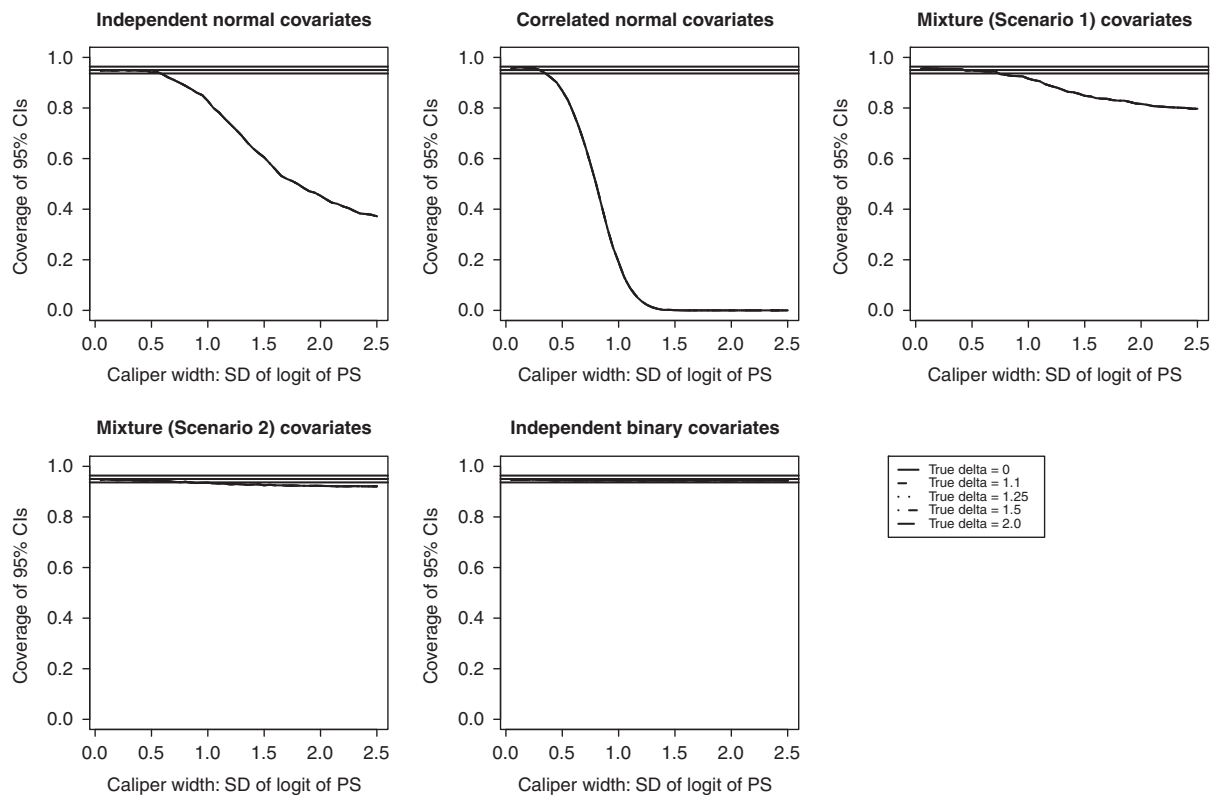 Independent normal covariates
Coverage of 95% CIs
1.0
0.8
0.6
0.4
0.2
0.0
0.0 0.5 1.0 1.5 2.0 2.5
Caliper width: SD of logit of PS
Correlated normal covariates
Coverage of 95% CIs
1.0
0.8
0.6
0.4
0.2
0.0
0.0 0.5 1.0 1.5 2.0 2.5
Caliper width: SD of logit of PS
Mixture (Scenario 1) covariates
Coverage of 95% CIs
1.0
0.8
0.6
0.4
0.2
0.0
0.0 0.5 1.0 1.5 2.0 2.5
Caliper width: SD of logit of PS
Mixture (Scenario 2) covariates
Coverage of 95% CIs
1.0
0.8
0.6
0.4
0.2
0.0
0.0 0.5 1.0 1.5 2.0 2.5
Caliper width: SD of logit of PS
Independent binary covariates
Coverage of 95% CIs
1.0
0.8
0.6
0.4
0.2
0.0
0.0 0.5 1.0 1.5 2.0 2.5
Caliper width: SD of logit of PS
True delta = 0
True delta = 1.1
True delta = 1.25
True delta = 1.5
True delta = 2.0